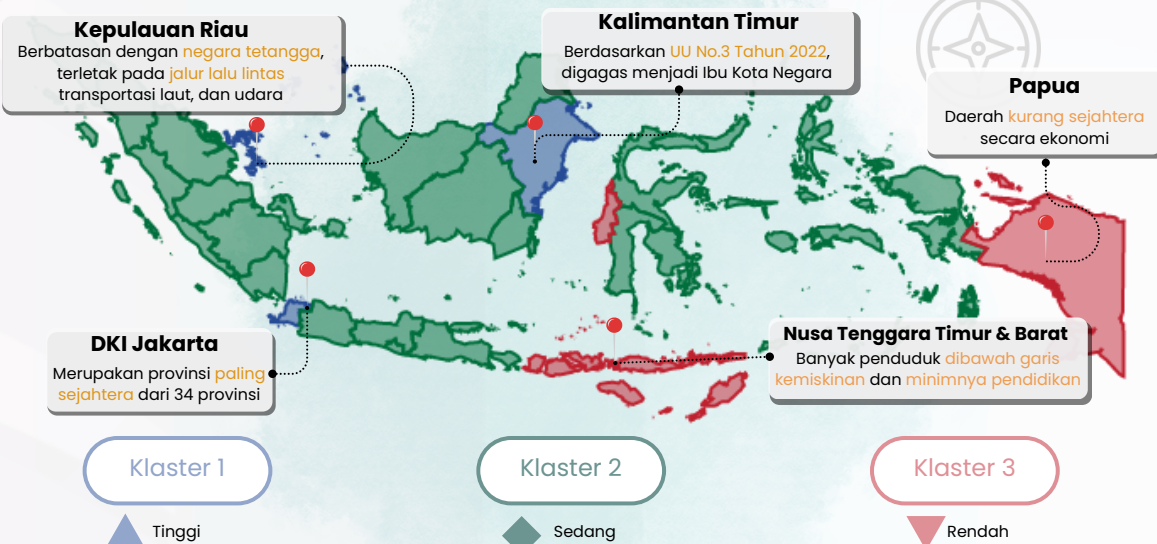 Kepulauan Riau
Berbatasan dengan negara tetangga,
terletak pada jalur lalu lintas
transportasi laut, dan udara
Kalimantan Timur
Berdasarkan UU No.3 Tahun 2022,
digagas menjadi Ibu Kota Negara
Papua
Daerah kurang sejahtera
secara ekonomi
DKI Jakarta
Merupakan provinsi paling
sejahtera dari 34 provinsi
Nusa Tenggara Timur & Barat
Banyak penduduk dibawah garis
kemiskinan dan minimnya pendidikan
Klaster 1
Klaster 2
Klaster 3
Tinggi
Sedang
Rendah